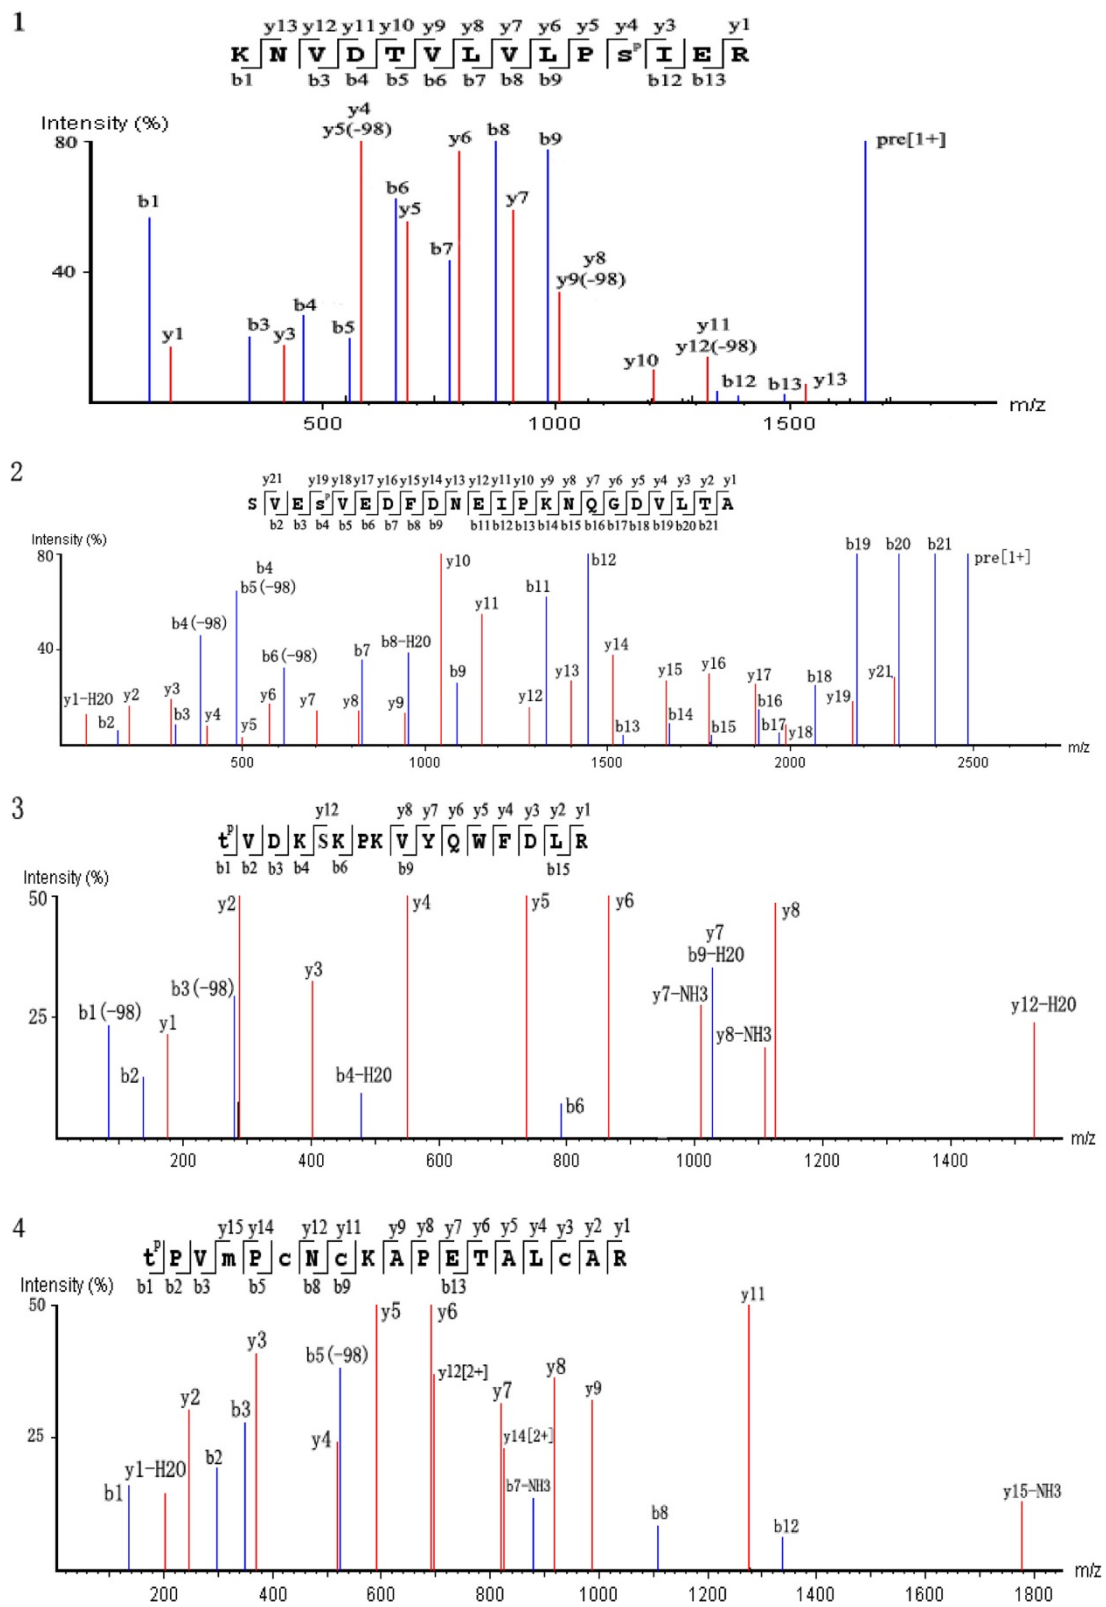 1
y13 y12 y11 y10 y9 y8 y7 y6 y5 y4 y3 y1
K N V D T V L V L P sᵖ I E R
b1 b3 b4 b5 b6 b7 b8 b9 b12 b13
Intensity (%)
80
40
b1
y1
b3
y3
b4
b5
y4
y5(-98)
b6
y5
b7
y6
b8
y7
b9
y8
y9(-98)
y10
y11
y12(-98)
b12
b13
y13
pre[1+]
500 1000 1500
m/z
2
y21 y19 y18 y17 y16 y15 y14 y13 y12 y11 y10 y9 y8 y7 y6 y5 y4 y3 y2 y1
S V E sᵖ V E D F D N E I P K N Q G D V L T A
b2 b3 b4 b5 b6 b7 b8 b9 b11 b12 b13 b14 b15 b16 b17 b18 b19 b20 b21
Intensity (%)
80
40
y1-H2O
b2
y2
y3
b3
b4(-98)
y4
b4
b5(-98)
y5
y6
b6(-98)
y7
y8
b7
y9
b8-H2O
y10
b9
y11
y12
b11
y13
b12
y14
b13
y15
b14
y16
b15
y17
b16
b17
y18
b18
y19
b19
y21
b20
b21
pre[1+]
500 1000 1500 2000 2500
m/z
3
y12 y8 y7 y6 y5 y4 y3 y2 y1
tᵖ V D K S K P K V Y Q W F D L R
b1 b2 b3 b4 b6 b9 b15
Intensity (%)
50
25
b1(-98)
b2
y1
b3(-98)
y2
y3
b4-H2O
y4
y5
b6
y6
y7-NH3
y7
b9-H2O
y8-NH3
y8
y12-H2O
200 400 600 800 1000 1200 1400
m/z
4
y15 y14 y12 y11 y9 y8 y7 y6 y5 y4 y3 y2 y1
tᵖ P V m P c N c K A P E T A L c A R
b1 b2 b3 b5 b8 b9 b13
Intensity (%)
50
25
b1
y1-H2O
y2
b2
b3
y3
y4
b5(-98)
y5
y6
y12[2+]
y7
y14[2+]
b7-NH3
y8
y9
b8
y11
b12
y15-NH3
200 400 600 800 1000 1200 1400 1600 1800
m/z